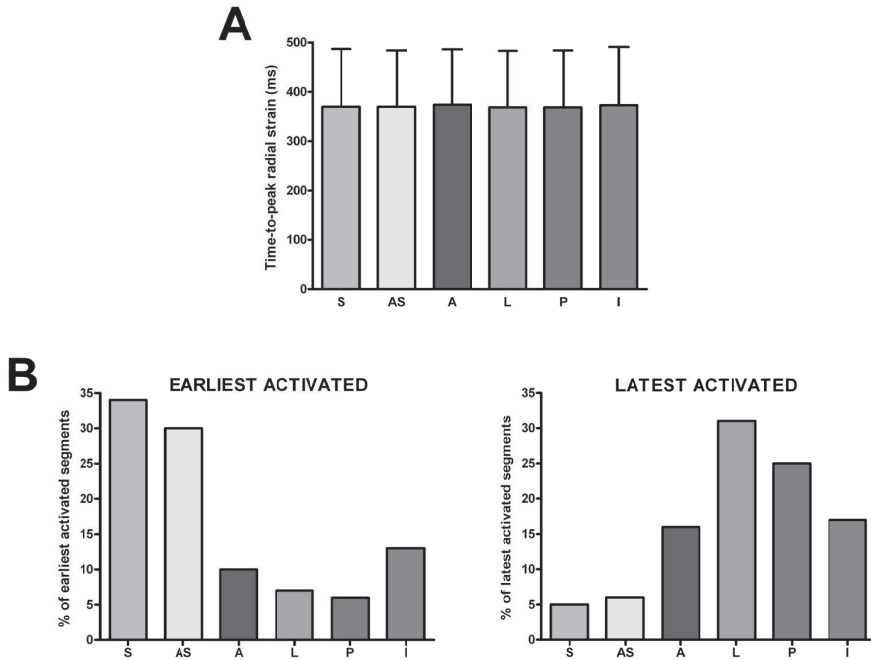 A
Time-to-peak radial strain (ms)
500
400
300
200
100
0
S AS A L P I
B
EARLIEST ACTIVATED
% of earliest activated segments
35
30
25
20
15
10
5
0
S AS A L P I
LATEST ACTIVATED
% of latest activated segments
35
30
25
20
15
10
5
0
S AS A L P I